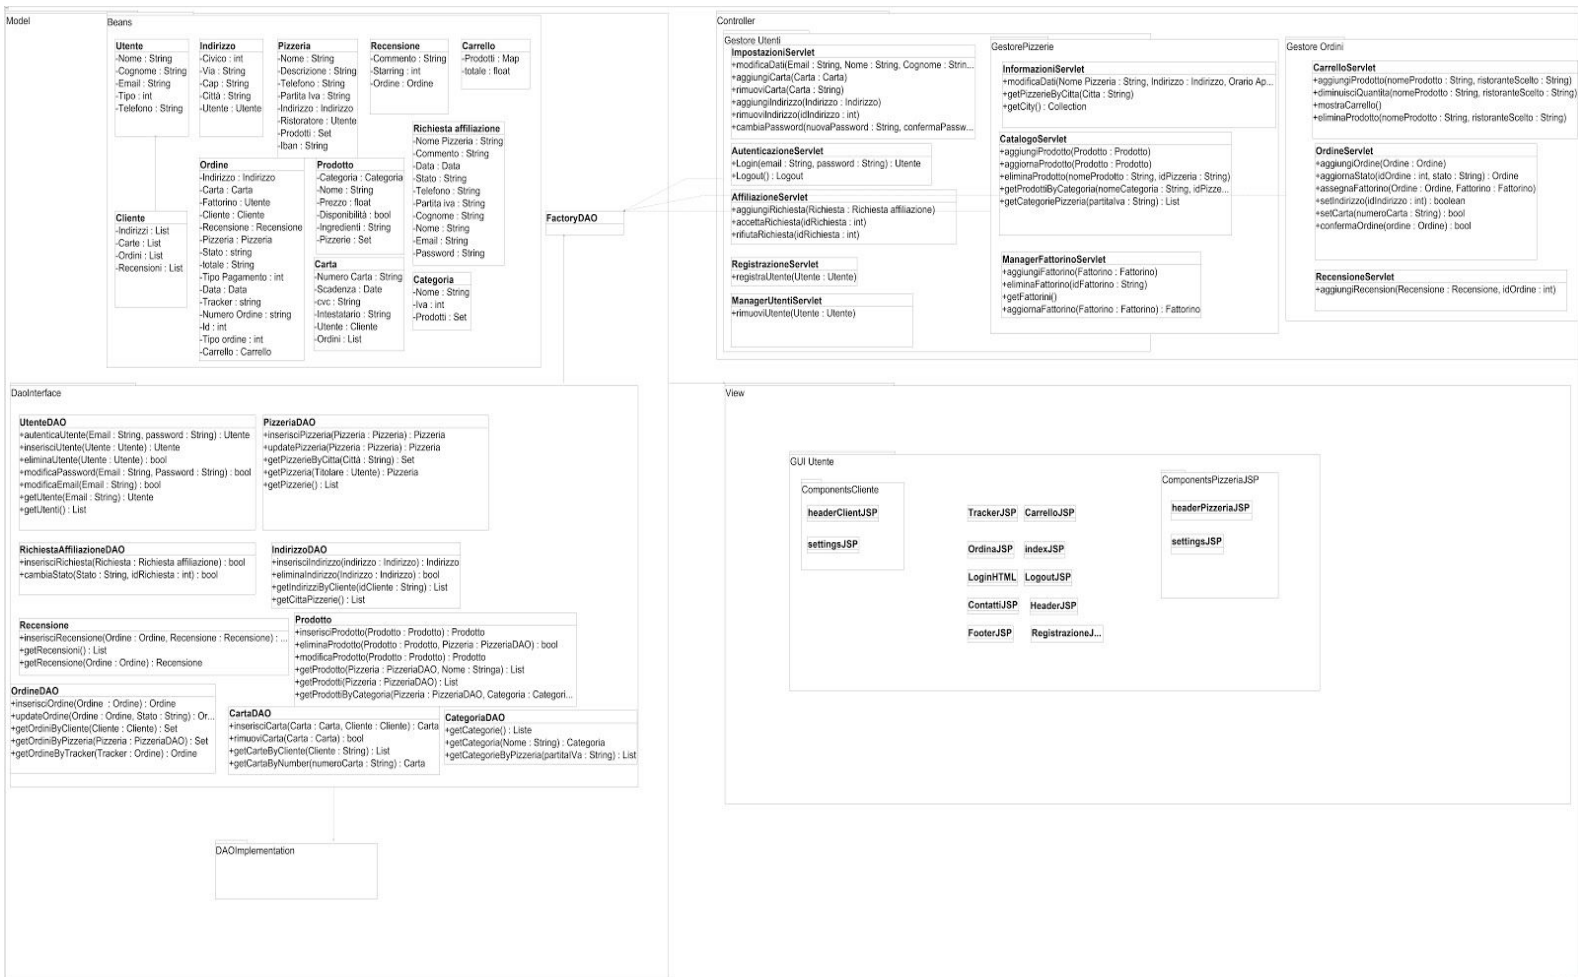 Model
Beans
Utente
-Nome : String
-Cognome : String
-Email : String
-Tipo : int
-Telefono : String
Indirizzo
-Civico : int
-Via : String
-Cap : String
-Città : String
-Utente : Utente
Pizzeria
-Nome : String
-Descrizione : String
-Telefono : String
-Partita Iva : String
-Indirizzo : Indirizzo
-Ristoratore : Utente
-Prodotti : Set
-Iban : String
Recensione
-Commento : String
-Starring : int
-Ordine : Ordine
Carrello
-Prodotti : Map
-totale : float
Richiesta affiliazione
-Nome Pizzeria : String
-Commento : String
-Data : Data
-Stato : String
-Telefono : String
-Partita iva : String
-Cognome : String
-Nome : String
-Email : String
-Password : String
Cliente
-Indirizzi : List
-Carte : List
-Ordini : List
-Recensioni : List
Ordine
-Indirizzo : Indirizzo
-Carta : Carta
-Fattorino : Utente
-Cliente : Cliente
-Recensione : Recensione
-Pizzeria : Pizzeria
-Stato : string
-totale : String
-Tipo Pagamento : int
-Data : Data
-Tracker : string
-Numero Ordine : string
-Id : int
-Tipo ordine : int
-Carrello : Carrello
Prodotto
-Categoria : Categoria
-Nome : String
-Prezzo : float
-Disponibilità : bool
-Ingredienti : String
-Pizzerie : Set
Carta
-Numero Carta : String
-Scadenza : Date
-cvc : String
-Intestatario : String
-Utente : Cliente
-Ordini : List
Categoria
-Nome : String
-Iva : int
-Prodotti : Set
FactoryDAO
Controller
Gestore Utenti
ImpostazioniServlet
+modificaDati(Email : String, Nome : String, Cognome : Strin...
+aggiungiCarta(Carta : Carta)
+rimuoviCarta(Carta : String)
+aggiungiIndirizzo(Indirizzo : Indirizzo)
+rimuoviIndirizzo(idIndirizzo : int)
+cambiaPassword(nuovaPassword : String, confermaPassw...
AutenticazioneServlet
+Login(email : String, password : String) : Utente
+Logout() : Logout
AffiliazioneServlet
+aggiungiRichiesta(Richiesta : Richiesta affiliazione)
+accettaRichiesta(idRichiesta : int)
+rifiutaRichiesta(idRichiesta : int)
RegistrazioneServlet
+registraUtente(Utente : Utente)
ManagerUtentiServlet
+rimuoviUtente(Utente : Utente)
GestorePizzerie
InformazioniServlet
+modificaDati(Nome Pizzeria : String, Indirizzo : Indirizzo, Orario Ap...
+getPizzerieByCitta(Citta : String)
+getCity() : Collection
CatalogoServlet
+aggiungiProdotto(Prodotto : Prodotto)
+aggiornaProdotto(Prodotto : Prodotto)
+eliminaProdotto(nomeProdotto : String, idPizzeria : String)
+getProdottiByCategoria(nomeCategoria : String, idPizze...
+getCategoriePizzeria(partitaIva : String) : List
ManagerFattorinoServlet
+aggiungiFattorino(Fattorino : Fattorino)
+eliminaFattorino(idFattorino : String)
+getFattorini()
+aggiornaFattorino(Fattorino : Fattorino) : Fattorino
Gestore Ordini
CarrelloServlet
+aggiungiProdotto(nomeProdotto : String, ristoranteScelto : String)
+diminuisciQuantita(nomeProdotto : String, ristoranteScelto : String)
+mostraCarrello()
+eliminaProdotto(nomeProdotto : String, ristoranteScelto : String)
OrdineServlet
+aggiungiOrdine(Ordine : Ordine)
+aggiornaStato(idOrdine : int, stato : String) : Ordine
+assegnaFattorino(Ordine : Ordine, Fattorino : Fattorino)
+setIndirizzo(idIndirizzo : int) : boolean
+setCarta(numeroCarta : String) : bool
+confermaOrdine(ordine : Ordine) : bool
RecensioneServlet
+aggiungiRecension(Recensione : Recensione, idOrdine : int)
DaoInterface
UtenteDAO
+autenticaUtente(Email : String, password : String) : Utente
+inserisciUtente(Utente : Utente) : Utente
+eliminaUtente(Utente : Utente) : bool
+modificaPassword(Email : String, Password : String) : bool
+modificaEmail(Email : String) : bool
+getUtente(Email : String) : Utente
+getUtenti() : List
PizzeriaDAO
+inserisciPizzeria(Pizzeria : Pizzeria) : Pizzeria
+updatePizzeria(Pizzeria : Pizzeria) : Pizzeria
+getPizzerieByCitta(Città : String) : Set
+getPizzeria(Titolare : Utente) : Pizzeria
+getPizzerie() : List
RichiestaAffiliazioneDAO
+inserisciRichiesta(Richiesta : Richiesta affiliazione) : bool
+cambiaStato(Stato : String, idRichiesta : int) : bool
IndirizzoDAO
+inserisciIndirizzo(indirizzo : Indirizzo) : Indirizzo
+eliminaIndirizzo(Indirizzo : Indirizzo) : bool
+getIndirizziByCliente(idCliente : String) : List
+getCittaPizzerie() : List
Recensione
+inserisciRecensione(Ordine : Ordine, Recensione : Recensione) : ...
+getRecensioni() : List
+getRecensione(Ordine : Ordine) : Recensione
Prodotto
+inserisciProdotto(Prodotto : Prodotto) : Prodotto
+eliminaProdotto(Prodotto : Prodotto, Pizzeria : PizzeriaDAO) : bool
+modificaProdotto(Prodotto : Prodotto) : Prodotto
+getProdotto(Pizzeria : PizzeriaDAO, Nome : Stringa) : List
+getProdotti(Pizzeria : PizzeriaDAO) : List
+getProdottiByCategoria(Pizzeria : PizzeriaDAO, Categoria : Categori...
OrdineDAO
+inserisciOrdine(Ordine : Ordine) : Ordine
+updateOrdine(Ordine : Ordine, Stato : String) : Or...
+getOrdiniByCliente(Cliente : Cliente) : Set
+getOrdiniByPizzeria(Pizzeria : PizzeriaDAO) : Set
+getOrdineByTracker(Tracker : Ordine) : Ordine
CartaDAO
+inserisciCarta(Carta : Carta, Cliente : Cliente) : Carta
+rimuoviCarta(Carta : Carta) : bool
+getCarteByCliente(Cliente : String) : List
+getCartaByNumber(numeroCarta : String) : Carta
CategoriaDAO
+getCategorie() : Liste
+getCategoria(Nome : String) : Categoria
+getCategorieByPizzeria(partitaIVa : String) : List
DAOImplementation
View
GUI Utente
ComponentsCliente
headerClientJSP
settingsJSP
TrackerJSP
CarrelloJSP
OrdinaJSP
indexJSP
LoginHTML
LogoutJSP
ContattiJSP
HeaderJSP
FooterJSP
RegistrazioneJ...
ComponentsPizzeriaJSP
headerPizzeriaJSP
settingsJSP